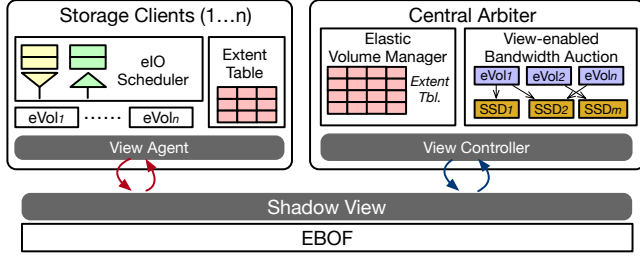 Storage Clients (1...n)
eIO
Scheduler
Extent
Table
eVol1 ...... eVoln
View Agent
Central Arbiter
Elastic
Volume Manager
Extent
Tbl.
View-enabled
Bandwidth Auction
eVol1 eVol2 eVoln
SSD1 SSD2 SSDm
View Controller
Shadow View
EBOF